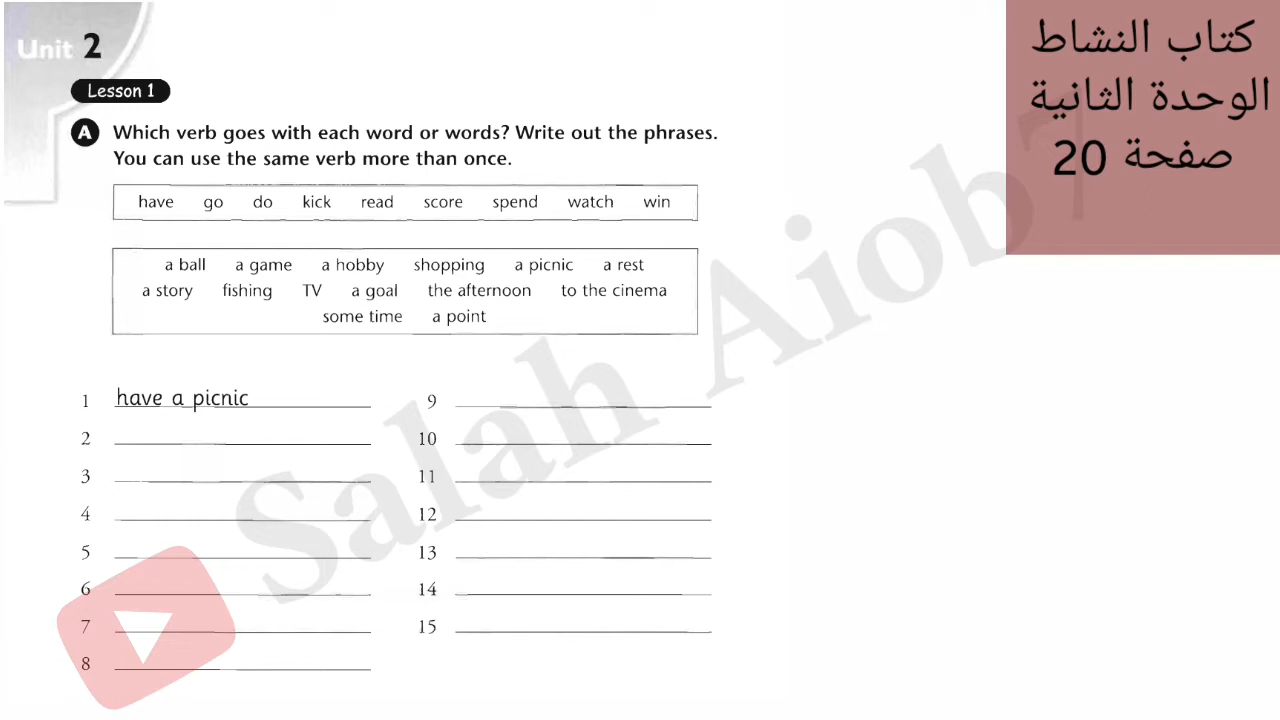 Unit 2
Lesson 1
A Which verb goes with each word or words? Write out the phrases.
You can use the same verb more than once.
have go do kick read score spend watch win
a ball a game a hobby shopping a picnic a rest
a story fishing TV a goal the afternoon to the cinema
some time a point
1 have a picnic
2
3
4
5
6
7
8
9
10
11
12
13
14
15
كتاب النشاط
الوحدة الثانية
صفحة 20
Salah Aiob7